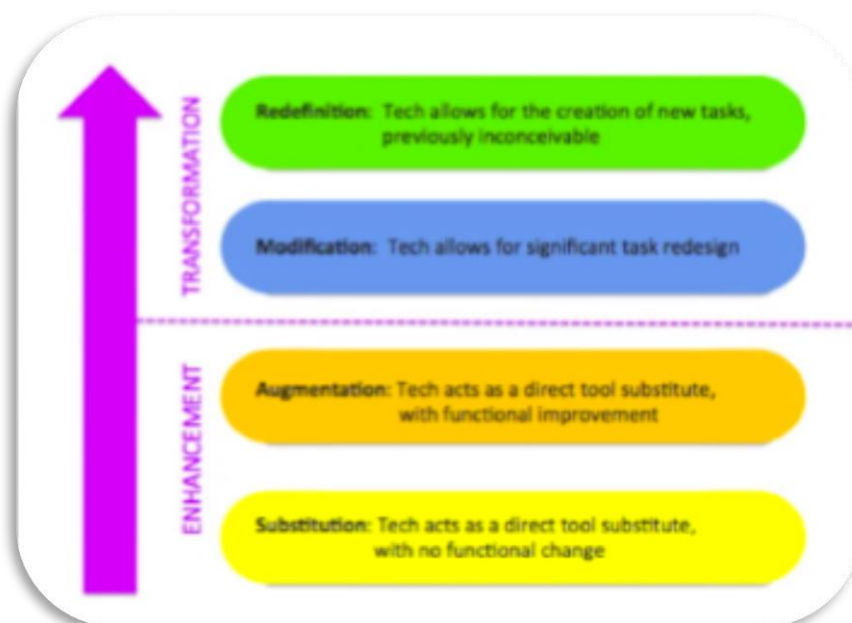 TRANSFORMATION
Redefinition: Tech allows for the creation of new tasks,
previously inconceivable
Modification: Tech allows for significant task redesign
ENHANCEMENT
Augmentation: Tech acts as a direct tool substitute,
with functional improvement
Substitution: Tech acts as a direct tool substitute,
with no functional change